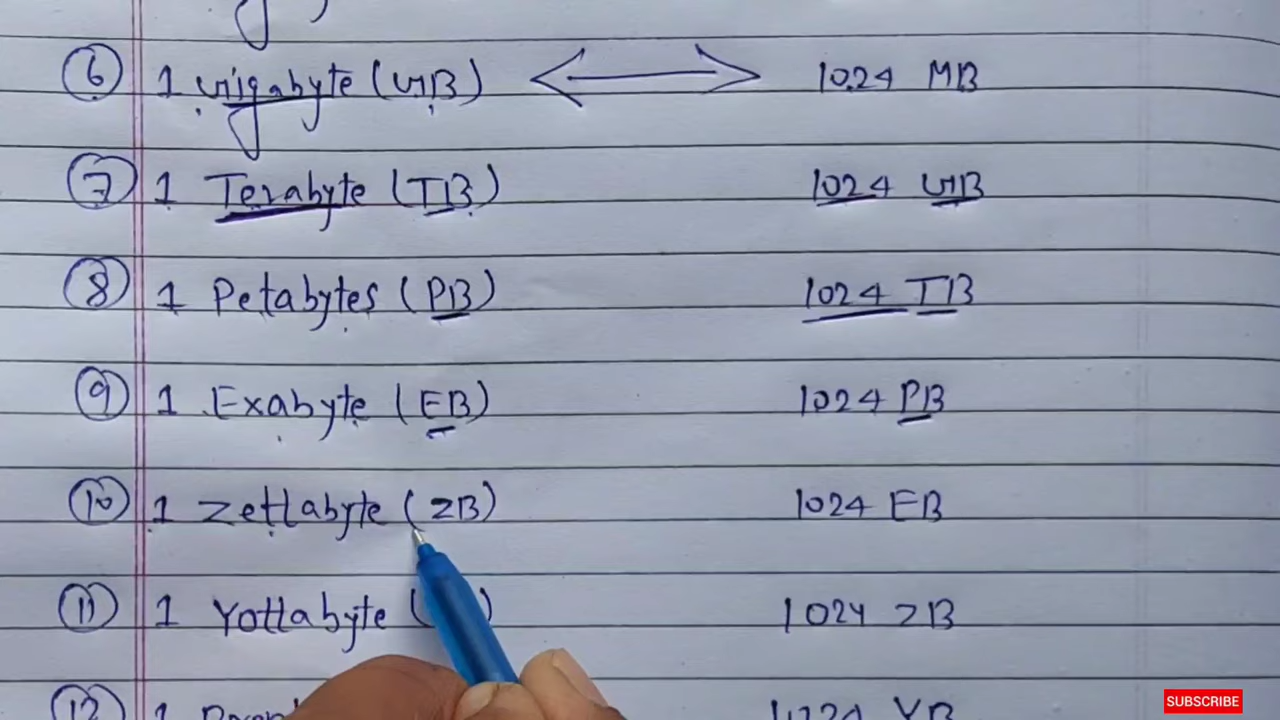 6 1 Gigabyte (GB) 1024 MB
7 1 Terabyte (TB) 1024 GB
8 1 Petabytes (PB) 1024 TB
9 1 Exabyte (EB) 1024 PB
10 1 Zettabyte (ZB) 1024 EB
11 1 Yottabyte ( ) 1024 ZB
12 1 1024 YB
SUBSCRIBE